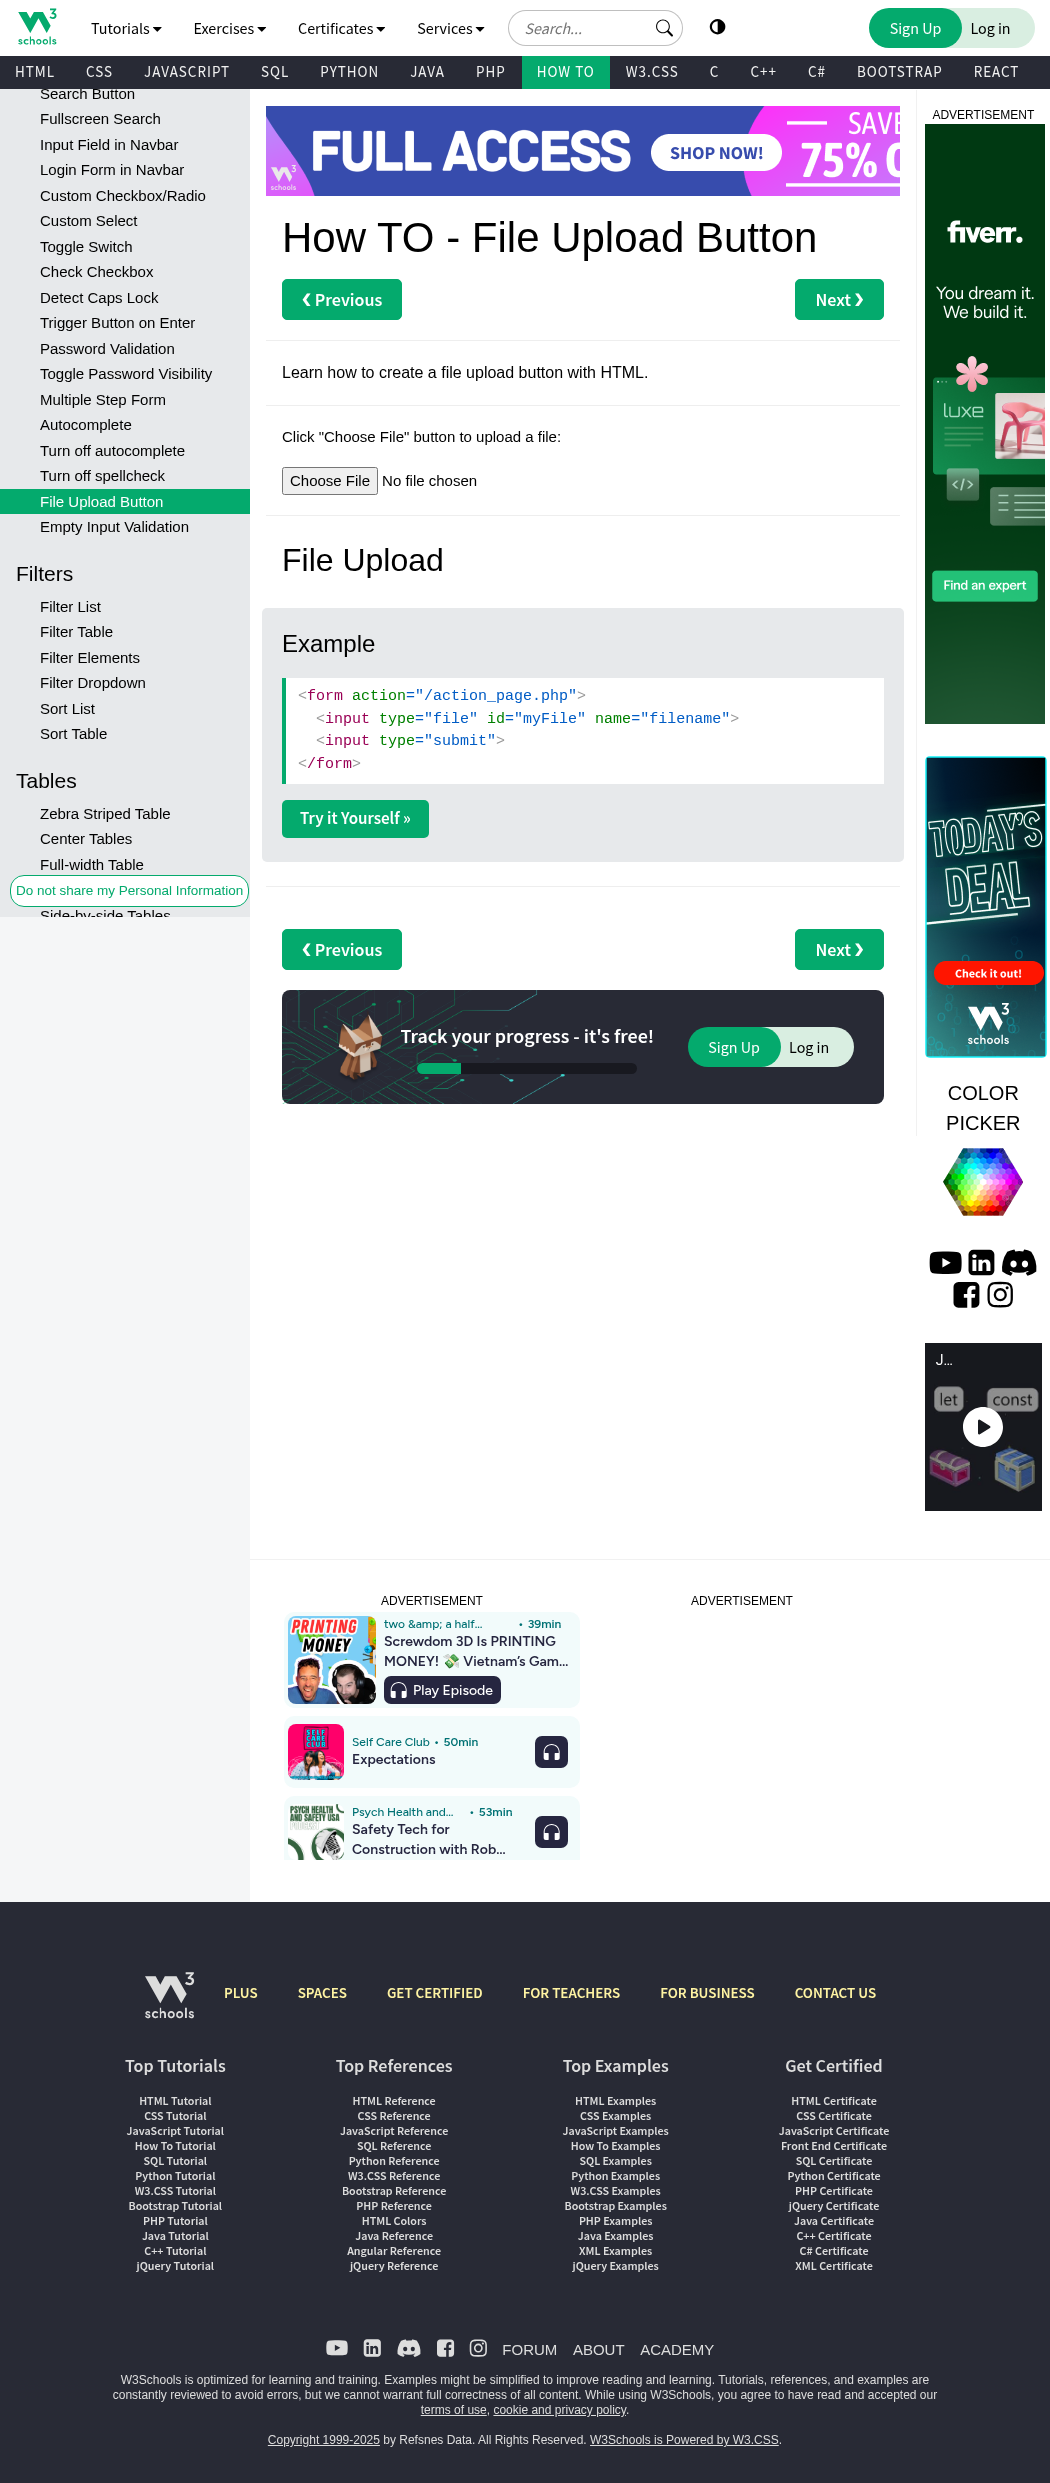 3
schools
Tutorials Exercises Certificates Services Search... Sign Up Log in
HTML CSS JAVASCRIPT SQL PYTHON JAVA PHP HOW TO W3.CSS C C++ C# BOOTSTRAP REACT
Search Button
Fullscreen Search
Input Field in Navbar
Login Form in Navbar
Custom Checkbox/Radio
Custom Select
Toggle Switch
Check Checkbox
Detect Caps Lock
Trigger Button on Enter
Password Validation
Toggle Password Visibility
Multiple Step Form
Autocomplete
Turn off autocomplete
Turn off spellcheck
File Upload Button
Empty Input Validation
Filters
Filter List
Filter Table
Filter Elements
Filter Dropdown
Sort List
Sort Table
Tables
Zebra Striped Table
Center Tables
Full-width Table
Do not share my Personal Information
Side-by-side Tables
FULL ACCESS SHOP NOW! SAVE
75%
schools
How TO - File Upload Button
❮ Previous Next ❯
Learn how to create a file upload button with HTML.
Click "Choose File" button to upload a file:
Choose File No file chosen
File Upload
Example
<form action="/action_page.php">
  <input type="file" id="myFile" name="filename">
  <input type="submit">
</form>
Try it Yourself »
❮ Previous Next ❯
Track your progress - it's free! Sign Up Log in
ADVERTISEMENT
fiverr.
You dream it.
We build it.
luxe
</>
Find an expert
TODAY'S
DEAL
Check it out!
3
schools
COLOR
PICKER
J...
let const
ADVERTISEMENT ADVERTISEMENT
PRINTING
MONEY
two &amp; a half... • 39min
Screwdom 3D Is PRINTING
MONEY! 💸 Vietnam's Gam...
Play Episode
SELF
CARE
CLUB
Self Care Club • 50min
Expectations
PSYCH HEALTH
AND SAFETY USA
Psych Health and... • 53min
Safety Tech for
Construction with Rob...
3
schools
PLUS SPACES GET CERTIFIED FOR TEACHERS FOR BUSINESS CONTACT US
Top Tutorials
HTML Tutorial
CSS Tutorial
JavaScript Tutorial
How To Tutorial
SQL Tutorial
Python Tutorial
W3.CSS Tutorial
Bootstrap Tutorial
PHP Tutorial
Java Tutorial
C++ Tutorial
jQuery Tutorial
Top References
HTML Reference
CSS Reference
JavaScript Reference
SQL Reference
Python Reference
W3.CSS Reference
Bootstrap Reference
PHP Reference
HTML Colors
Java Reference
Angular Reference
jQuery Reference
Top Examples
HTML Examples
CSS Examples
JavaScript Examples
How To Examples
SQL Examples
Python Examples
W3.CSS Examples
Bootstrap Examples
PHP Examples
Java Examples
XML Examples
jQuery Examples
Get Certified
HTML Certificate
CSS Certificate
JavaScript Certificate
Front End Certificate
SQL Certificate
Python Certificate
PHP Certificate
jQuery Certificate
Java Certificate
C++ Certificate
C# Certificate
XML Certificate
FORUM ABOUT ACADEMY
W3Schools is optimized for learning and training. Examples might be simplified to improve reading and learning. Tutorials, references, and examples are
constantly reviewed to avoid errors, but we cannot warrant full correctness of all content. While using W3Schools, you agree to have read and accepted our
terms of use, cookie and privacy policy.
Copyright 1999-2025 by Refsnes Data. All Rights Reserved. W3Schools is Powered by W3.CSS.